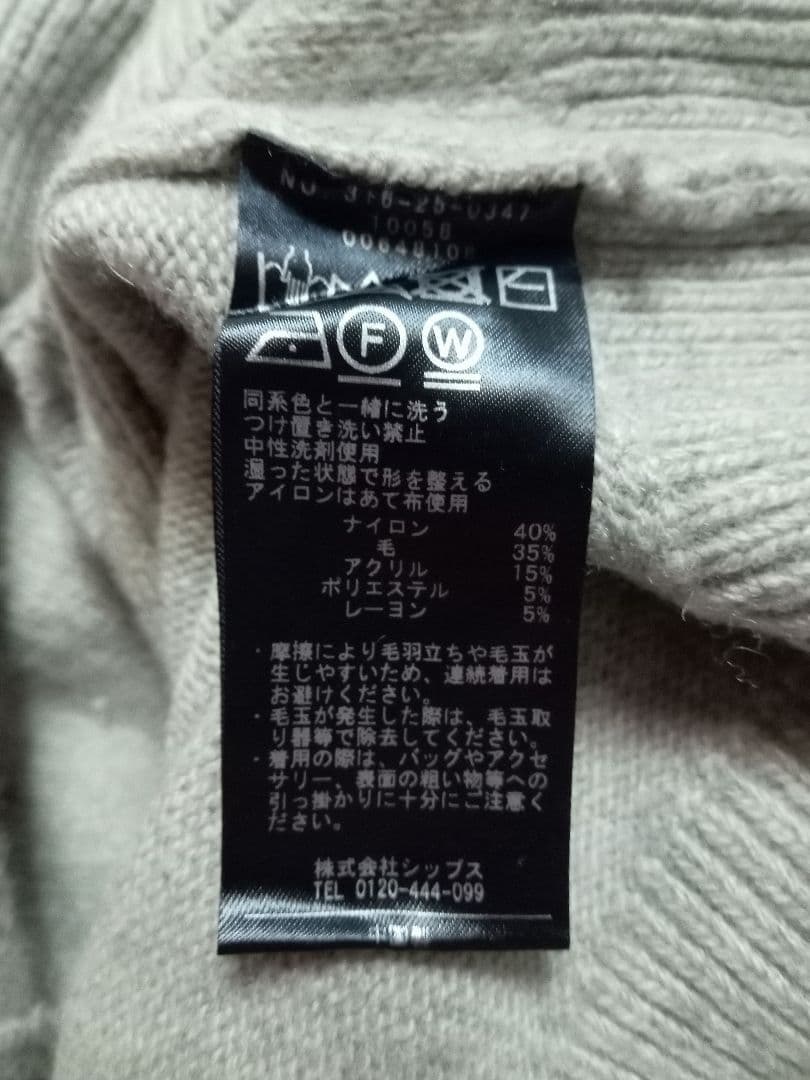 NO 316-25-0347
10058
F W
同系色と一緒に洗う
つけ置き洗い禁止
中性洗剤使用
湿った状態で形を整える
アイロンはあて布使用
ナイロン 40%
毛 35%
アクリル 15%
ポリエステル 5%
レーヨン 5%
・摩擦により毛羽立ちや毛玉が
生じやすいため、連続着用は
お避けください。
・毛玉が発生した際は、毛玉取
り器等で除去してください。
・着用の際は、バッグやアクセ
サリー、表面の粗い物等への
引っ掛かりに十分にご注意く
ださい。
株式会社シップス
TEL 0120-444-099